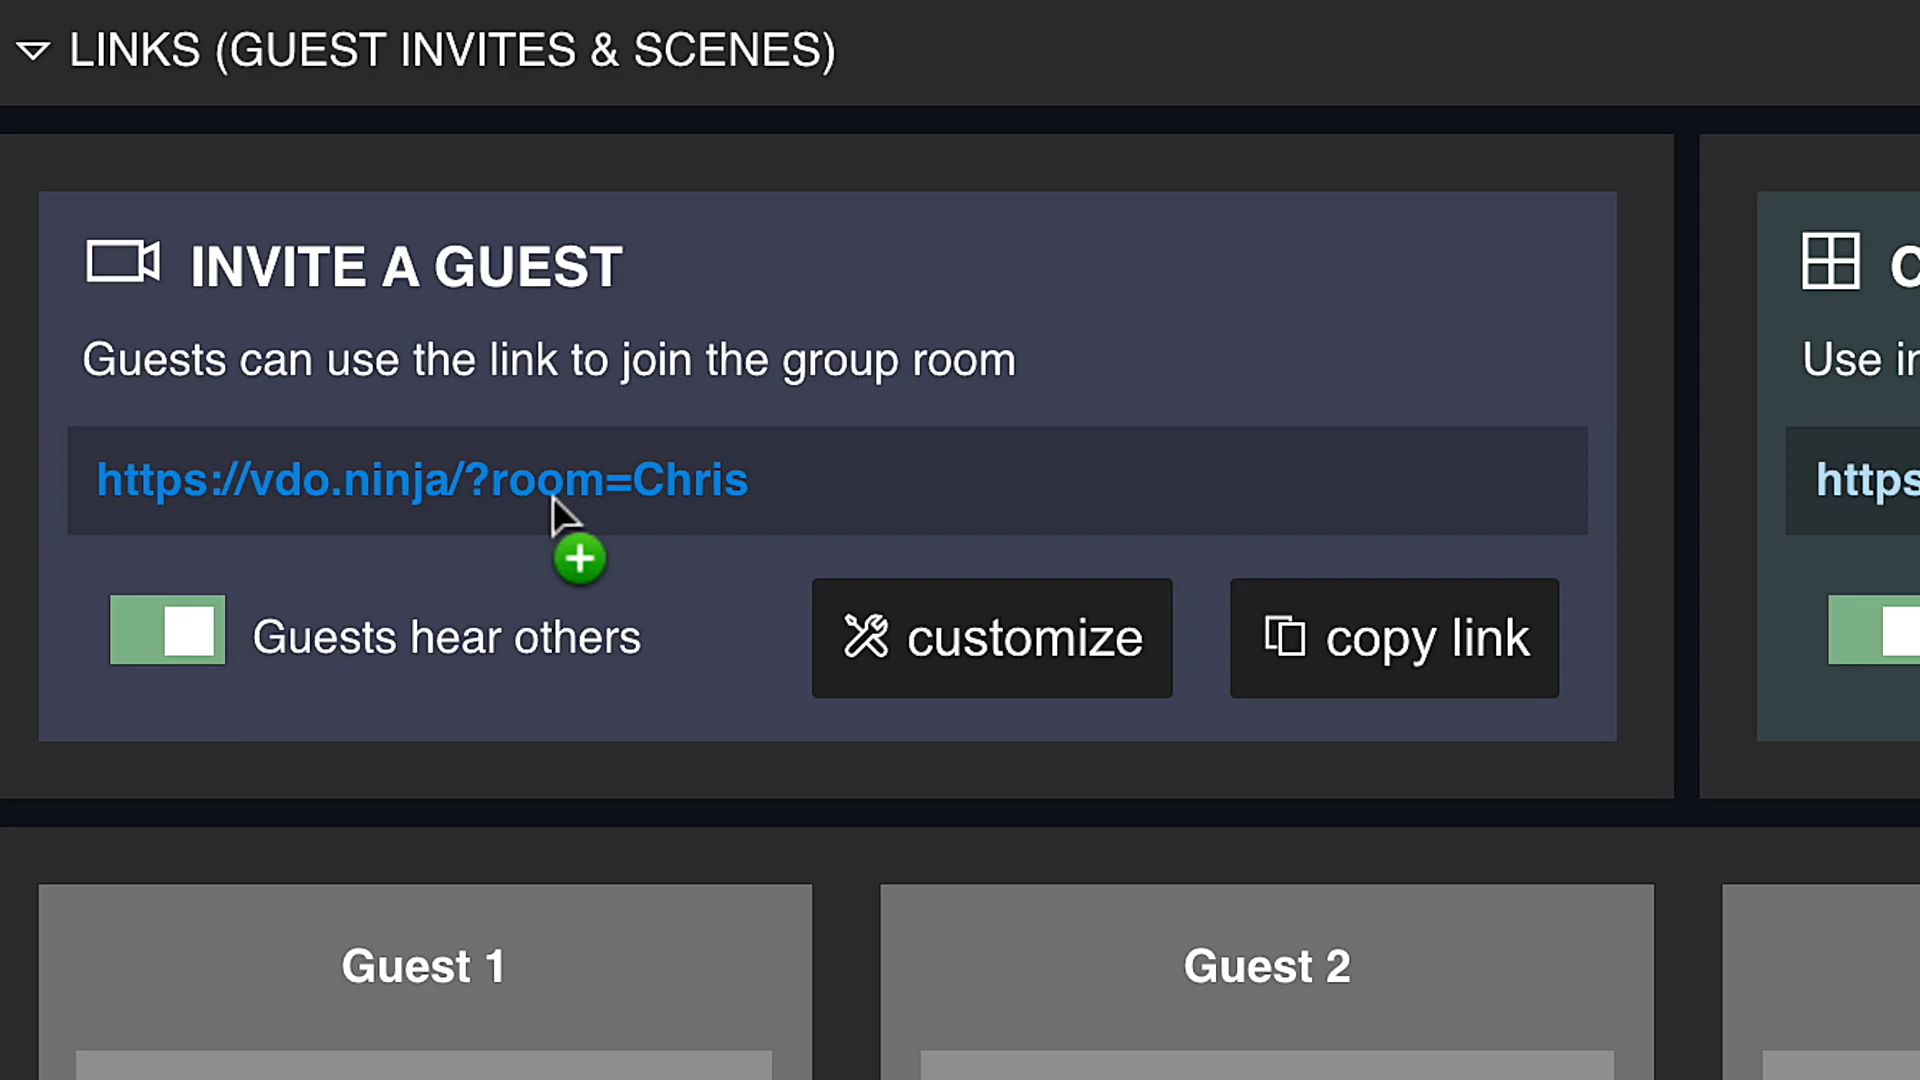 LINKS (GUEST INVITES & SCENES)
INVITE A GUEST
Guests can use the link to join the group room
https://vdo.ninja/?room=Chris
Guests hear others
customize
copy link
Use
https
Guest 1
Guest 2